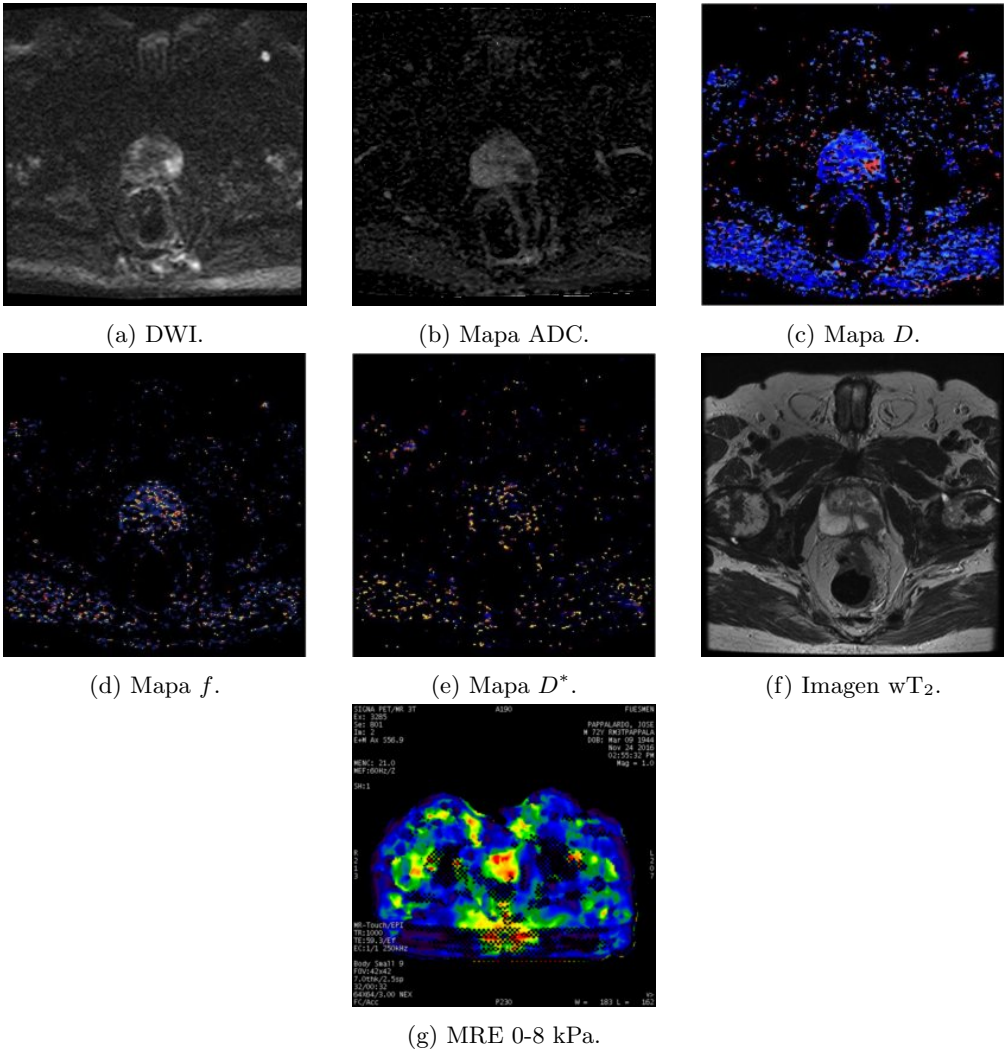 (a) DWI.
(b) Mapa ADC.
(c) Mapa D.
(d) Mapa f.
(e) Mapa D*.
(f) Imagen wT₂.
SIGNA PET/MR 3T
A190
FUESMEN
Ex: 3285
Se: 801
PAPPALARDO, JOSE
Im: 2
M 72Y RM3TPAPPALA
DOB: Mar 09 1944
Nov 24 2016
02:55:32 PM
MENC: 21.0
Mag = 1.0
MEF:60Hz/Z
SH:1
R
L
MR-Touch/EPI
TR:1000
EC:1/1 250kHz
Body Small 9
FOV:42x42
7.0thk/2.5sp
32/00:32
64X64/3.00 NEX
FC/Acc
P230
W = 183 L = 162
(g) MRE 0-8 kPa.